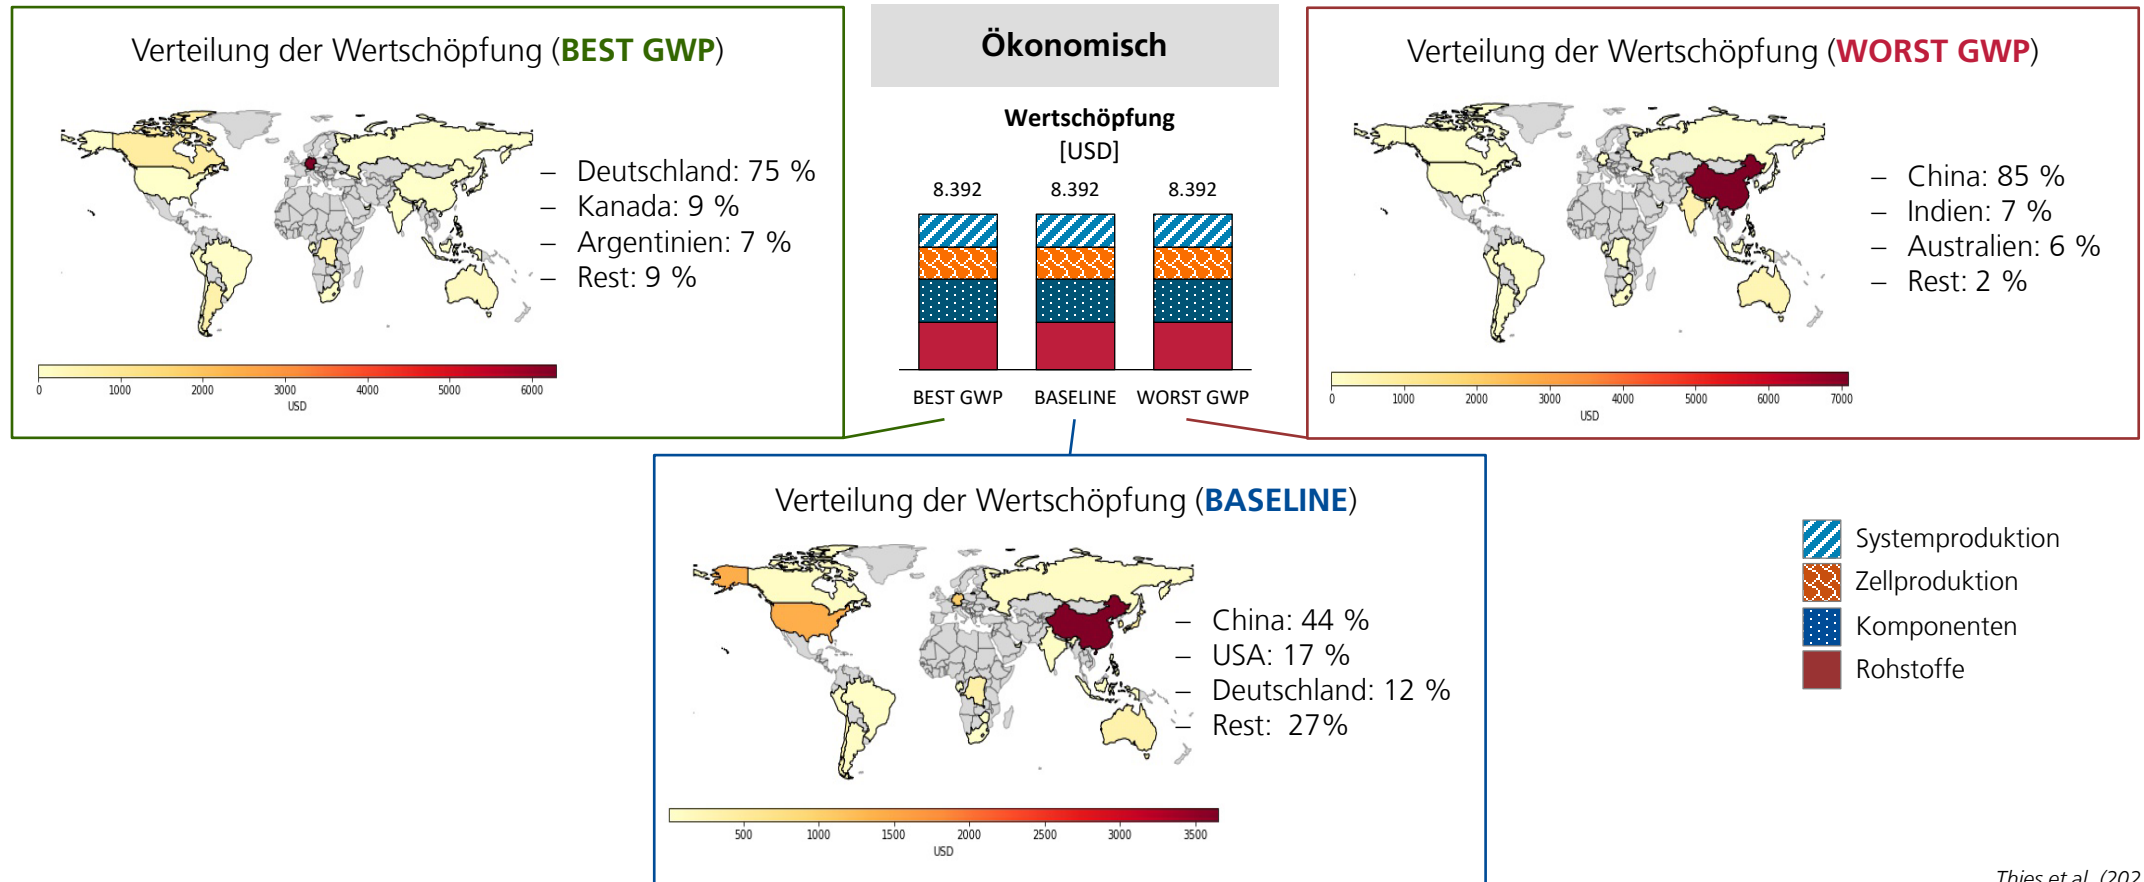 Verteilung der Wertschöpfung (BEST GWP)
– Deutschland: 75 %
– Kanada: 9 %
– Argentinien: 7 %
– Rest: 9 %
0 1000 2000 3000 4000 5000 6000
USD
Ökonomisch
Wertschöpfung
[USD]
8.392 8.392 8.392
BEST GWP BASELINE WORST GWP
Verteilung der Wertschöpfung (WORST GWP)
– China: 85 %
– Indien: 7 %
– Australien: 6 %
– Rest: 2 %
0 1000 2000 3000 4000 5000 6000 7000
USD
Verteilung der Wertschöpfung (BASELINE)
– China: 44 %
– USA: 17 %
– Deutschland: 12 %
– Rest: 27%
500 1000 1500 2000 2500 3000 3500
USD
Systemproduktion
Zellproduktion
Komponenten
Rohstoffe
Thies et al. (202